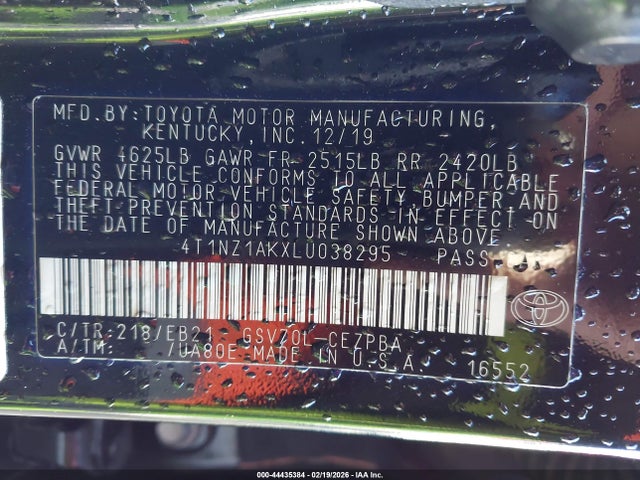 MFD.BY:TOYOTA MOTOR MANUFACTURING,
KENTUCKY, INC. 12/19
GVWR 4625LB GAWR FR 2515LB RR 2420LB
THIS VEHICLE CONFORMS TO ALL APPLICABLE
FEDERAL MOTOR VEHICLE SAFETY, BUMPER AND
THEFT PREVENTION STANDARDS IN EFFECT ON
THE DATE OF MANUFACTURE SHOWN ABOVE.
4T1NZ1AKXLU038295 PASS.
C/TR:218/EB21 GSV70L-CEZPBA
A/TM: /UA80E MADE IN U.S.A
16552
000-44435384 - 02/19/2026 - IAA Inc.